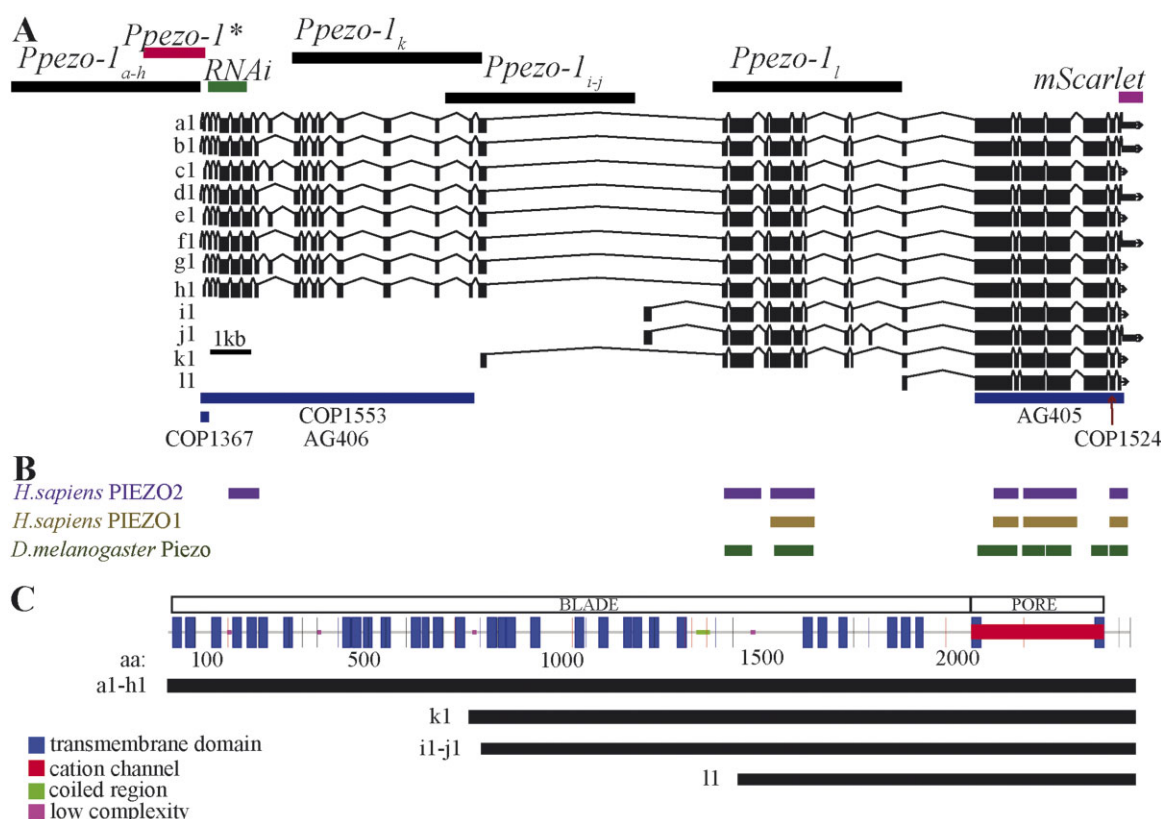 A
Ppezo-1*
Ppezo-1k
Ppezo-1a-h
RNAi
Ppezo-1i-j
Ppezo-1l
mScarlet
a1
b1
c1
d1
e1
f1
g1
h1
i1
j1
1kb
k1
l1
COP1553
AG405
COP1367
AG406
COP1524
B
H.sapiens PIEZO2
H.sapiens PIEZO1
D.melanogaster Piezo
C
BLADE PORE
aa: 100 500 1000 1500 2000
a1-h1
k1
i1-j1
l1
transmembrane domain
cation channel
coiled region
low complexity